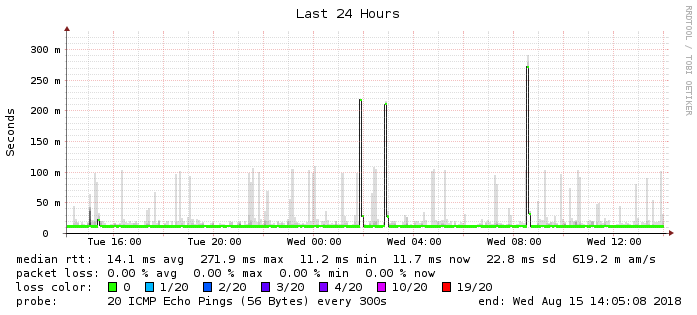 Last 24 Hours
RRDTOOL / TOBI OETIKER
Seconds
300 m
250 m
200 m
150 m
100 m
50 m
0
Tue 16:00 Tue 20:00 Wed 00:00 Wed 04:00 Wed 08:00 Wed 12:00
median rtt: 14.1 ms avg 271.9 ms max 11.2 ms min 11.7 ms now 22.8 ms sd 619.2 m am/s
packet loss: 0.00 % avg 0.00 % max 0.00 % min 0.00 % now
loss color: 0 1/20 2/20 3/20 4/20 10/20 19/20
probe: 20 ICMP Echo Pings (56 Bytes) every 300s end: Wed Aug 15 14:05:08 2018